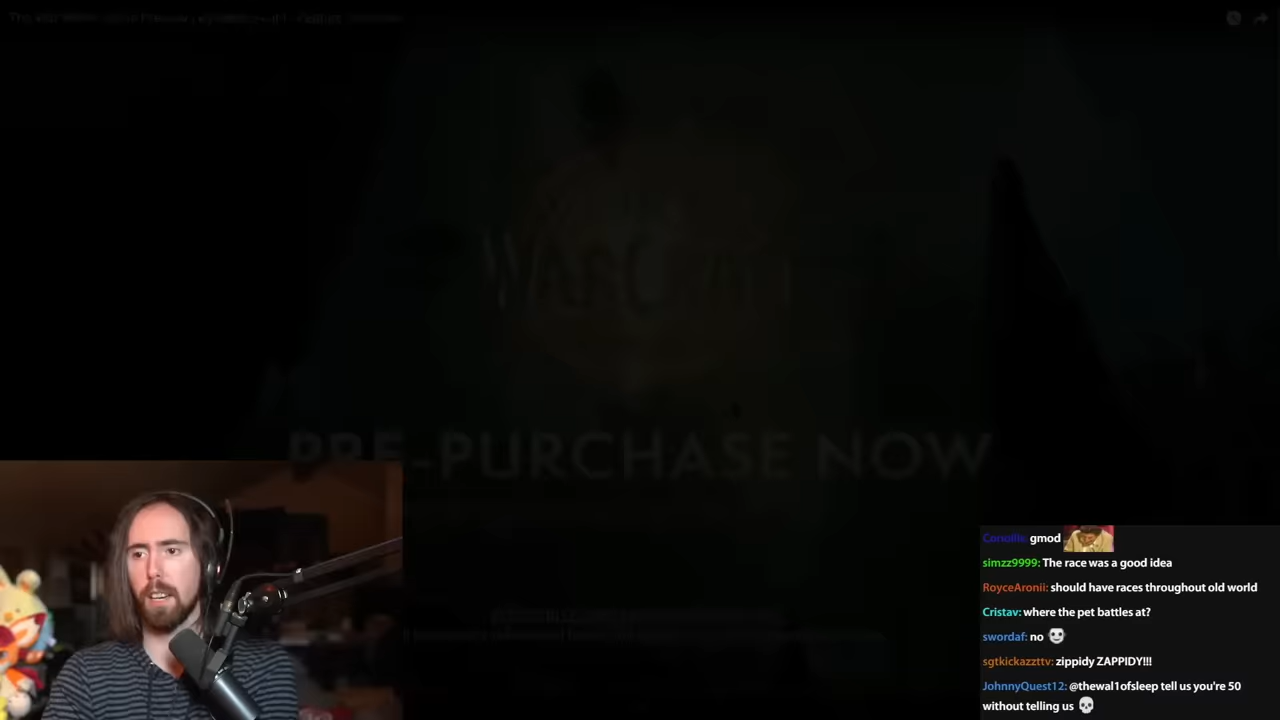 WARCRAFT
PRE-PURCHASE NOW
gmod
simzz9999: The race was a good idea
RoyceAronii: should have races throughout old world
Cristav: where the pet battles at?
swordaf: no
sgtkickazzttv: zippidy ZAPPIDY!!!
JohnnyQuest12: @thewal1ofsleep tell us you're 50
without telling us